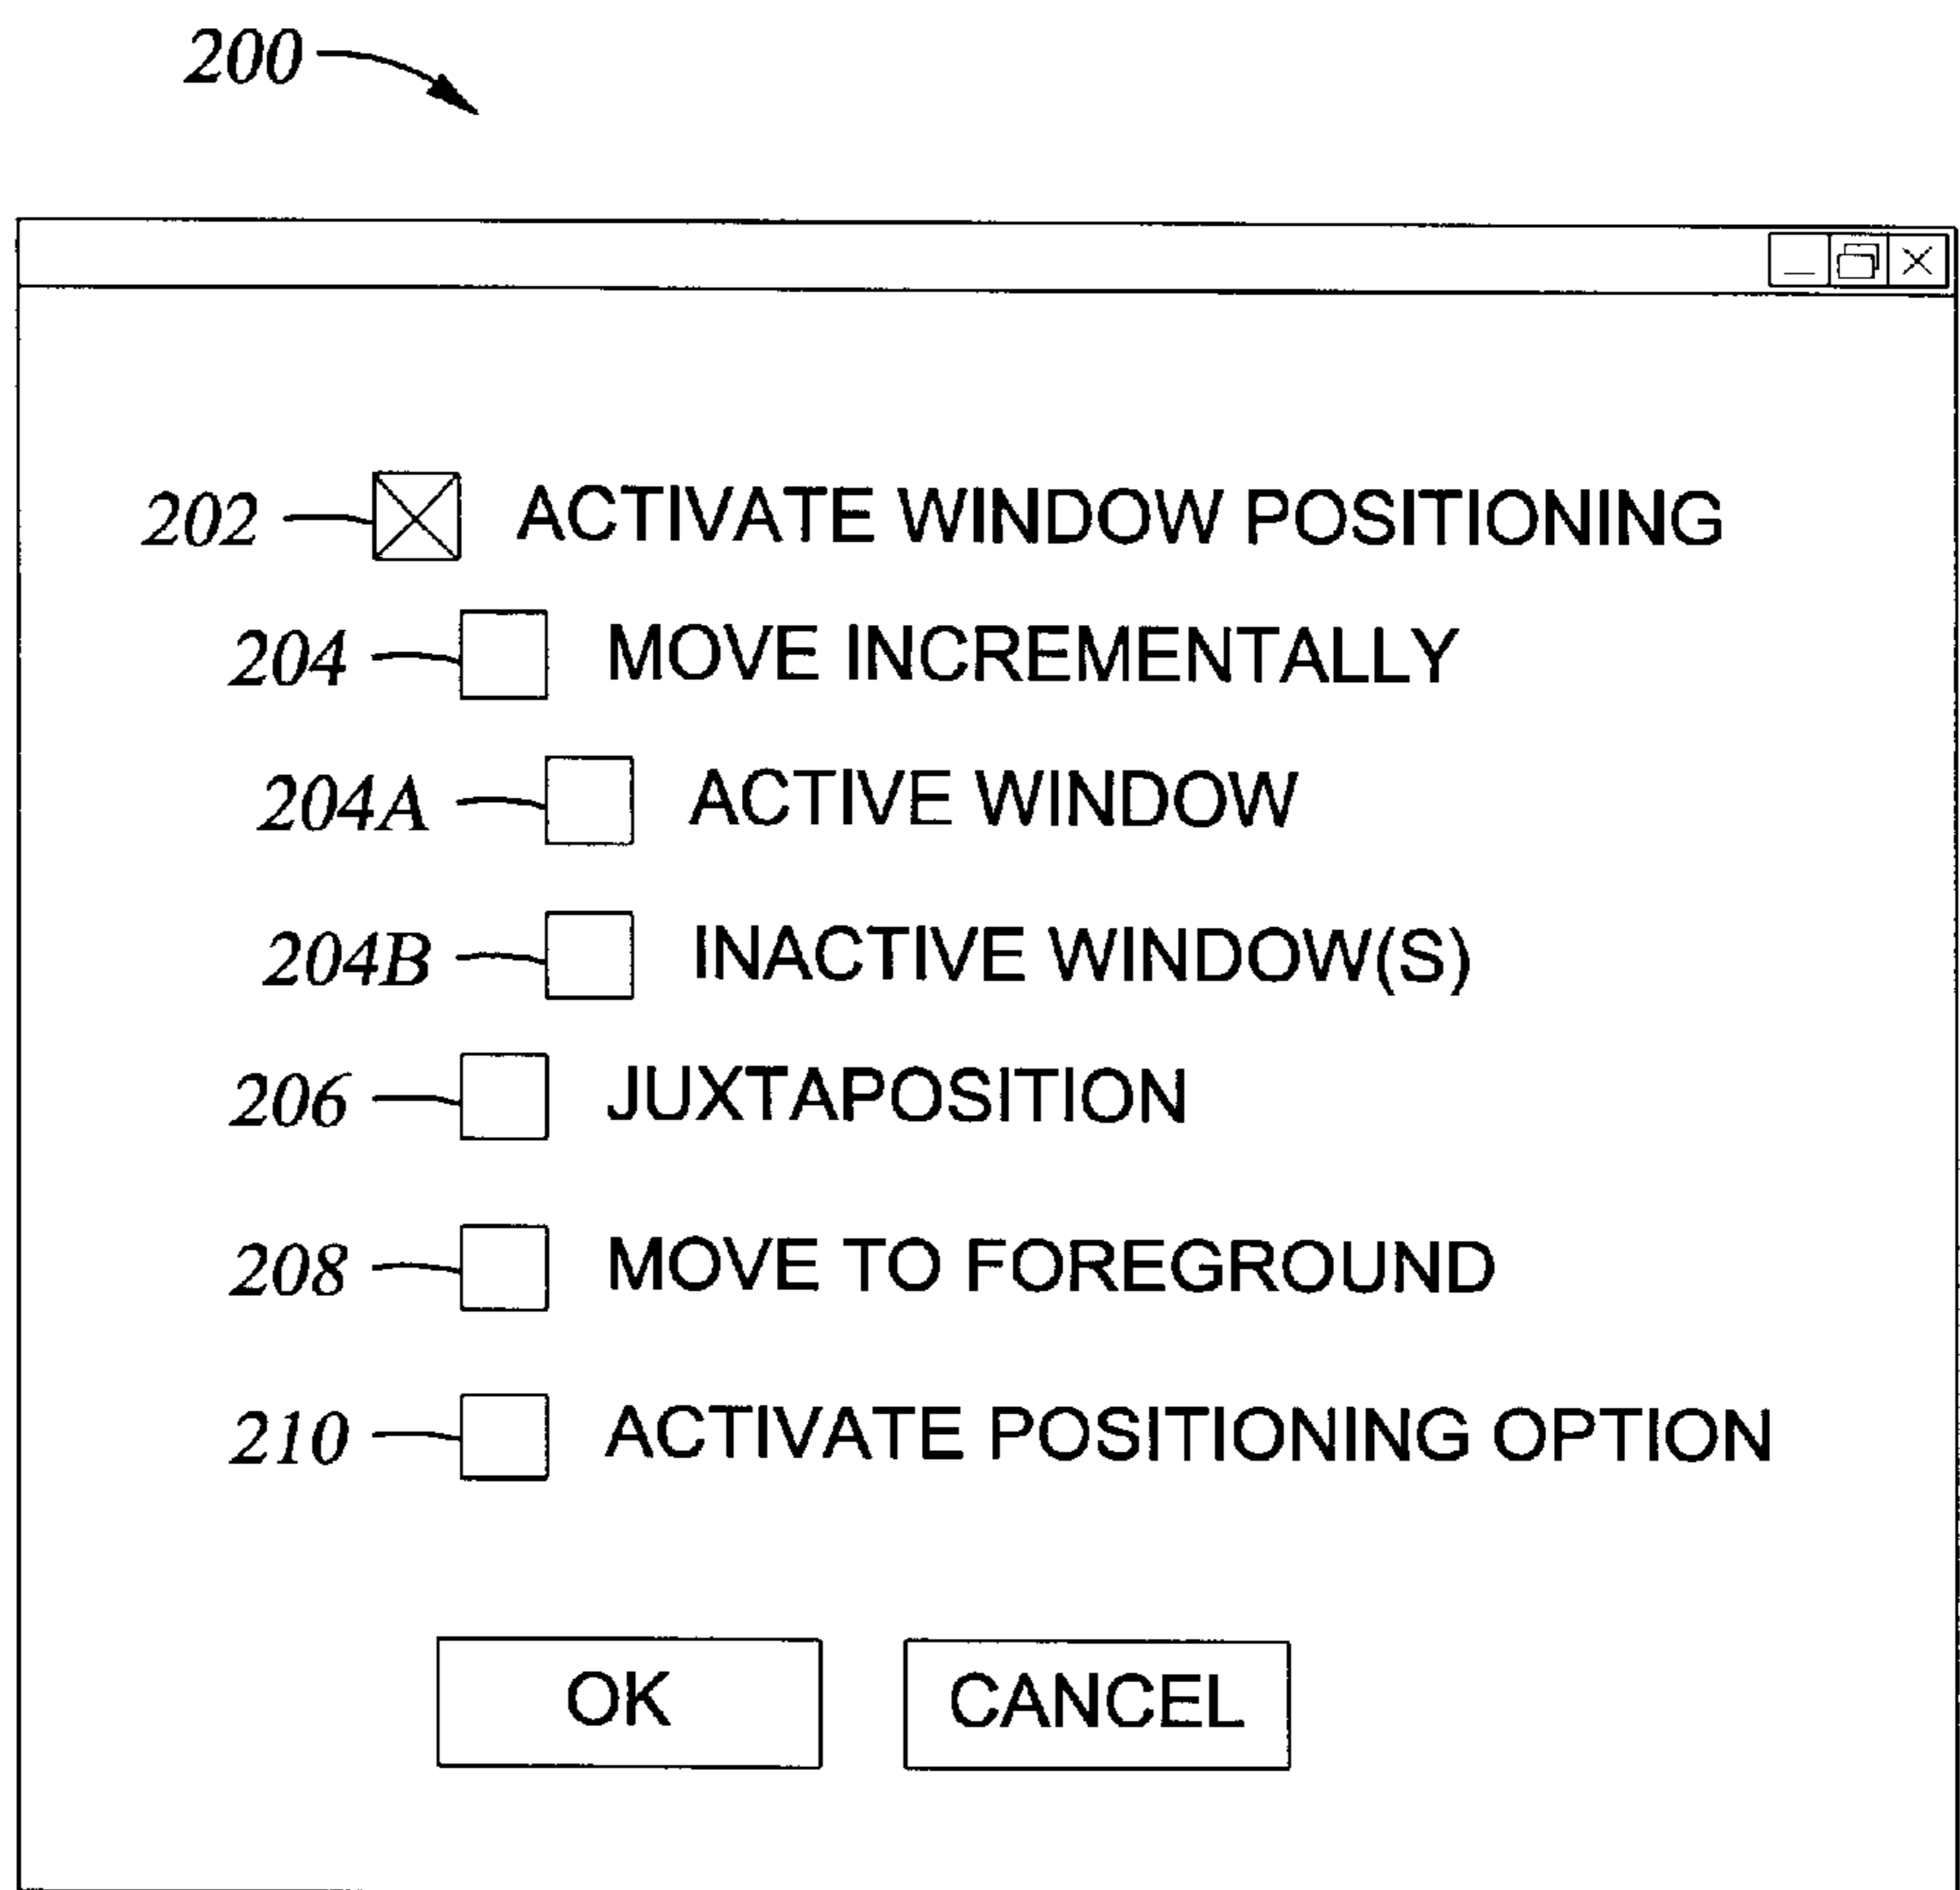 200
202 ACTIVATE WINDOW POSITIONING
204 MOVE INCREMENTALLY
204A ACTIVE WINDOW
204B INACTIVE WINDOW(S)
206 JUXTAPOSITION
208 MOVE TO FOREGROUND
210 ACTIVATE POSITIONING OPTION
OK CANCEL